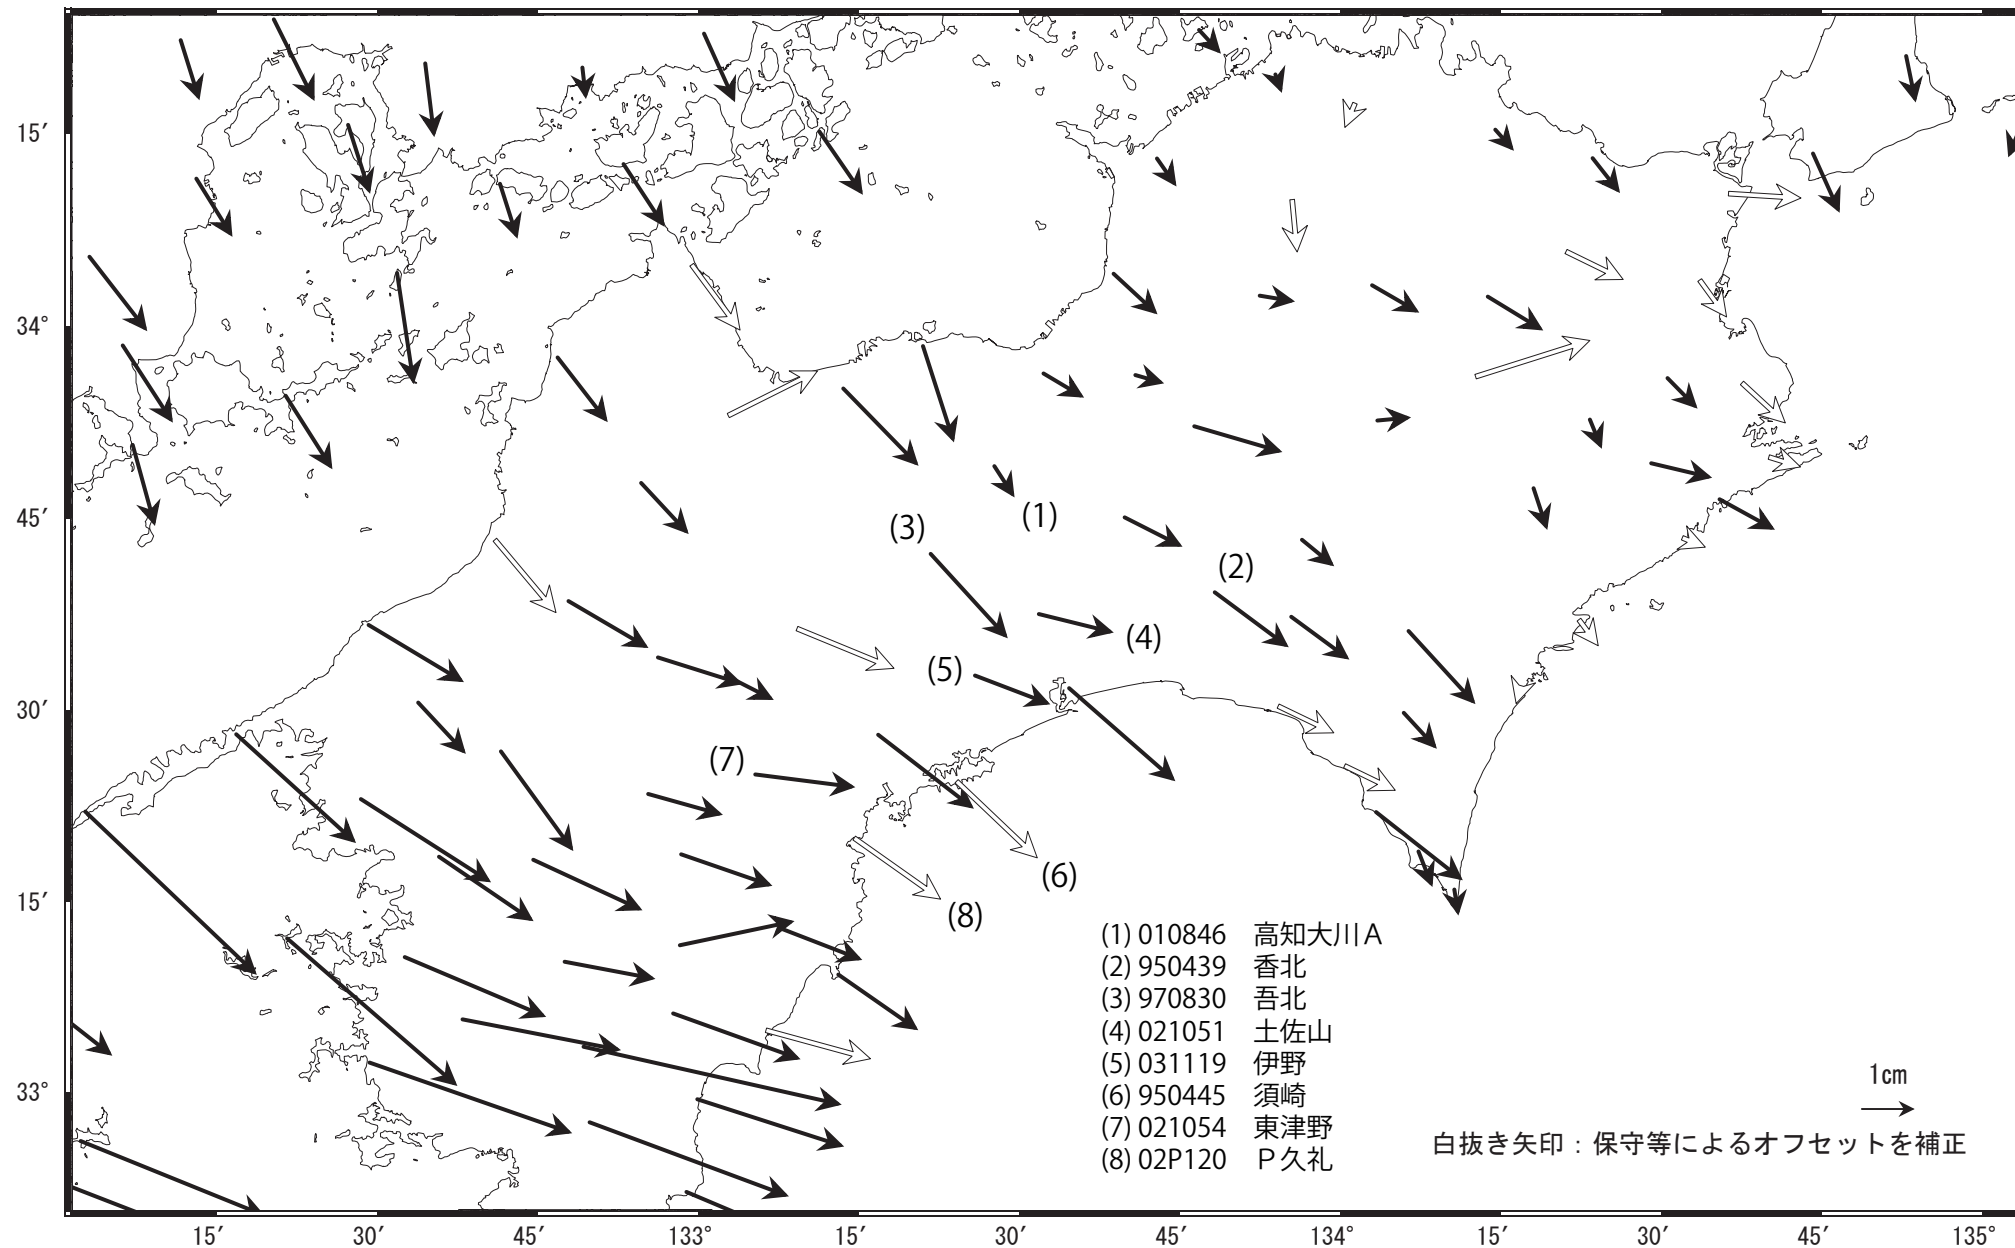 15′
34°
45′
30′
15′
33°
(1)
(3)
(2)
(4)
(5)
(7)
(6)
(8)
(1) 010846 高知大川Ａ
(2) 950439 香北
(3) 970830 吾北
(4) 021051 土佐山
(5) 031119 伊野
(6) 950445 須崎
(7) 021054 東津野
(8) 02P120 Ｐ久礼
1cm
白抜き矢印：保守等によるオフセットを補正
15′ 30′ 45′ 133° 15′ 30′ 45′ 134° 15′ 30′ 45′ 135°